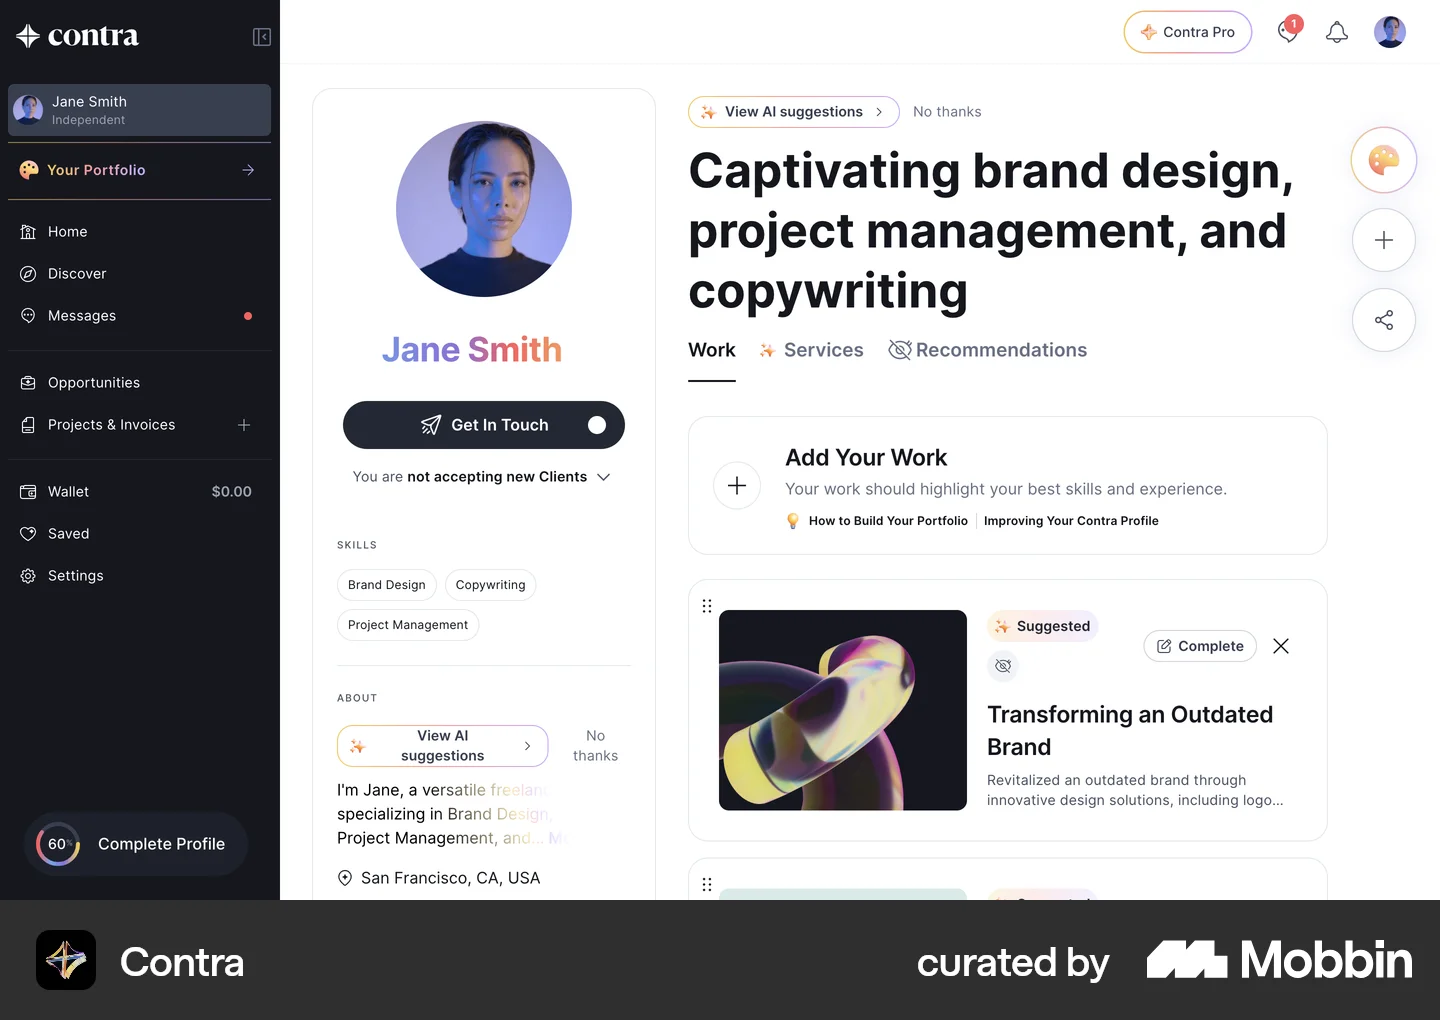 contra
Jane Smith
Independent
Your Portfolio
Home
Discover
Messages
Opportunities
Projects & Invoices
Wallet
$0.00
Saved
Settings
60%
Complete Profile
Contra Pro
1
Jane Smith
Get In Touch
You are not accepting new Clients
SKILLS
Brand Design
Copywriting
Project Management
ABOUT
View AI
suggestions
No
thanks
I'm Jane, a versatile freelanc
specializing in Brand Design,
Project Management, and...
San Francisco, CA, USA
View AI suggestions
No thanks
Captivating brand design,
project management, and
copywriting
Work
Services
Recommendations
Add Your Work
Your work should highlight your best skills and experience.
How to Build Your Portfolio
Improving Your Contra Profile
Suggested
Complete
Transforming an Outdated
Brand
Revitalized an outdated brand through
innovative design solutions, including logo...
Contra
curated by
Mobbin